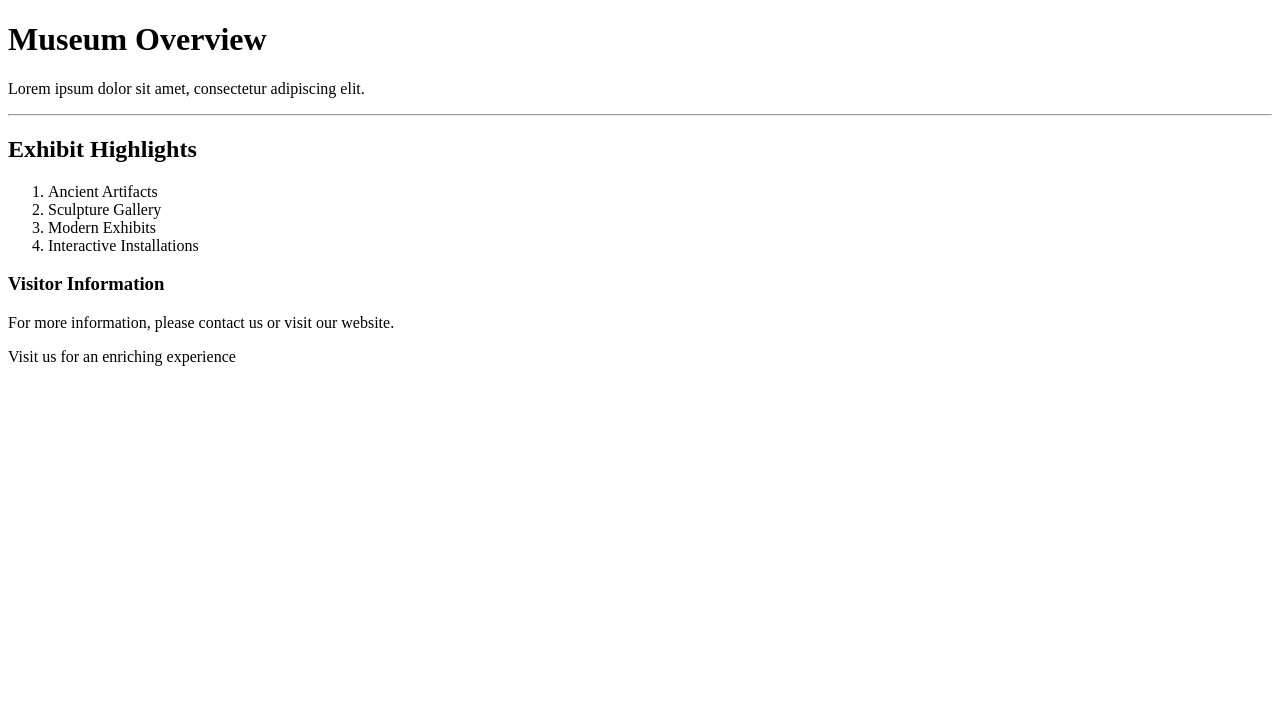 Museum Overview
Lorem ipsum dolor sit amet, consectetur adipiscing elit.
Exhibit Highlights
1. Ancient Artifacts
2. Sculpture Gallery
3. Modern Exhibits
4. Interactive Installations
Visitor Information
For more information, please contact us or visit our website.
Visit us for an enriching experience